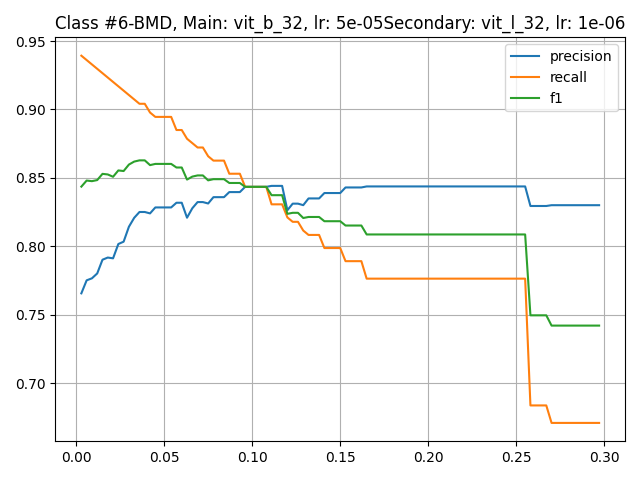 Class #6-BMD, Main: vit_b_32, lr: 5e-05Secondary: vit_l_32, lr: 1e-06
precision
recall
f1
0.95
0.90
0.85
0.80
0.75
0.70
0.00 0.05 0.10 0.15 0.20 0.25 0.30